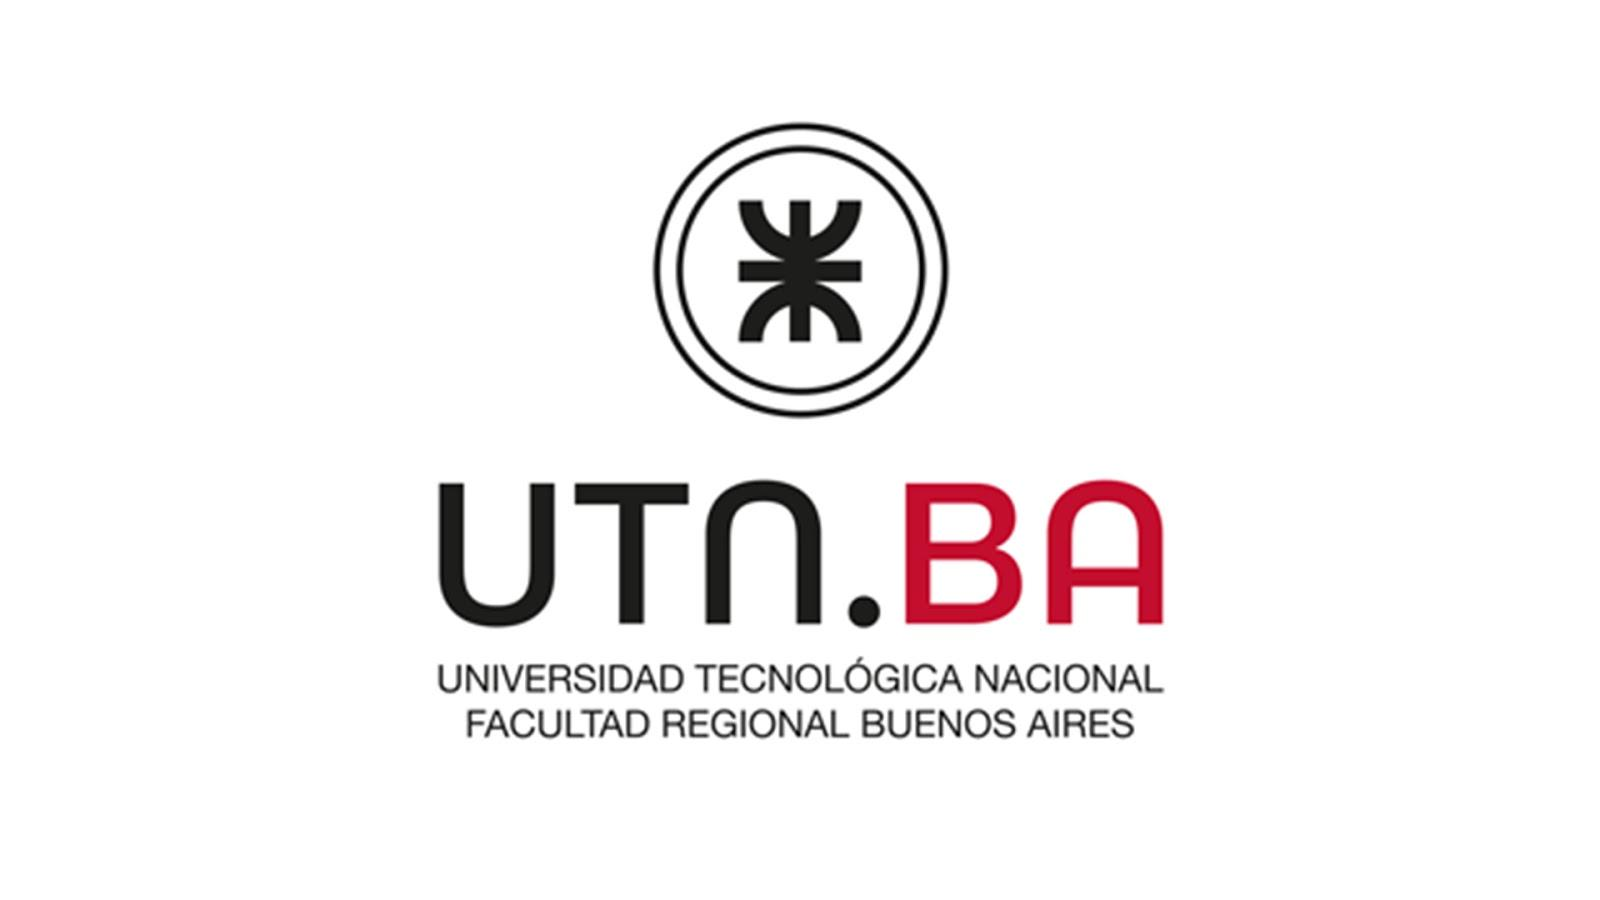 UTN.BA
UNIVERSIDAD TECNOLÓGICA NACIONAL
FACULTAD REGIONAL BUENOS AIRES